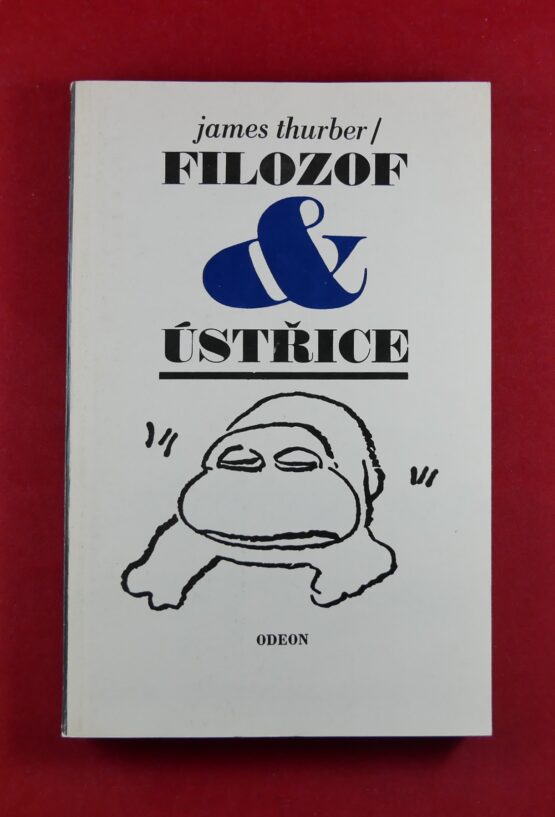 james thurber/
FILOZOF
&
ÚSTŘICE
ODEON